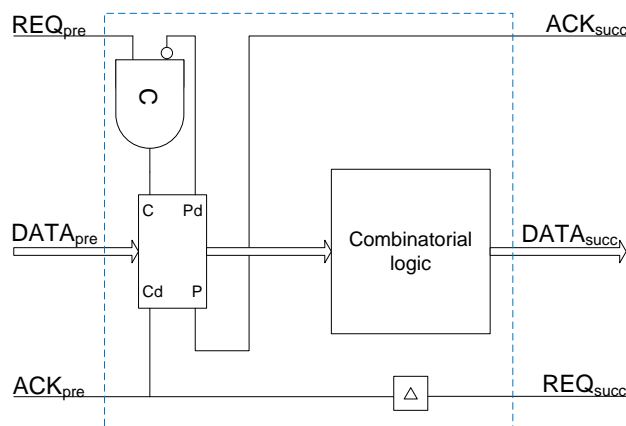 REQpre
ACKsucc
C
C Pd
DATApre
Combinatorial
logic
DATAsucc
Cd P
ACKpre
Δ
REQsucc